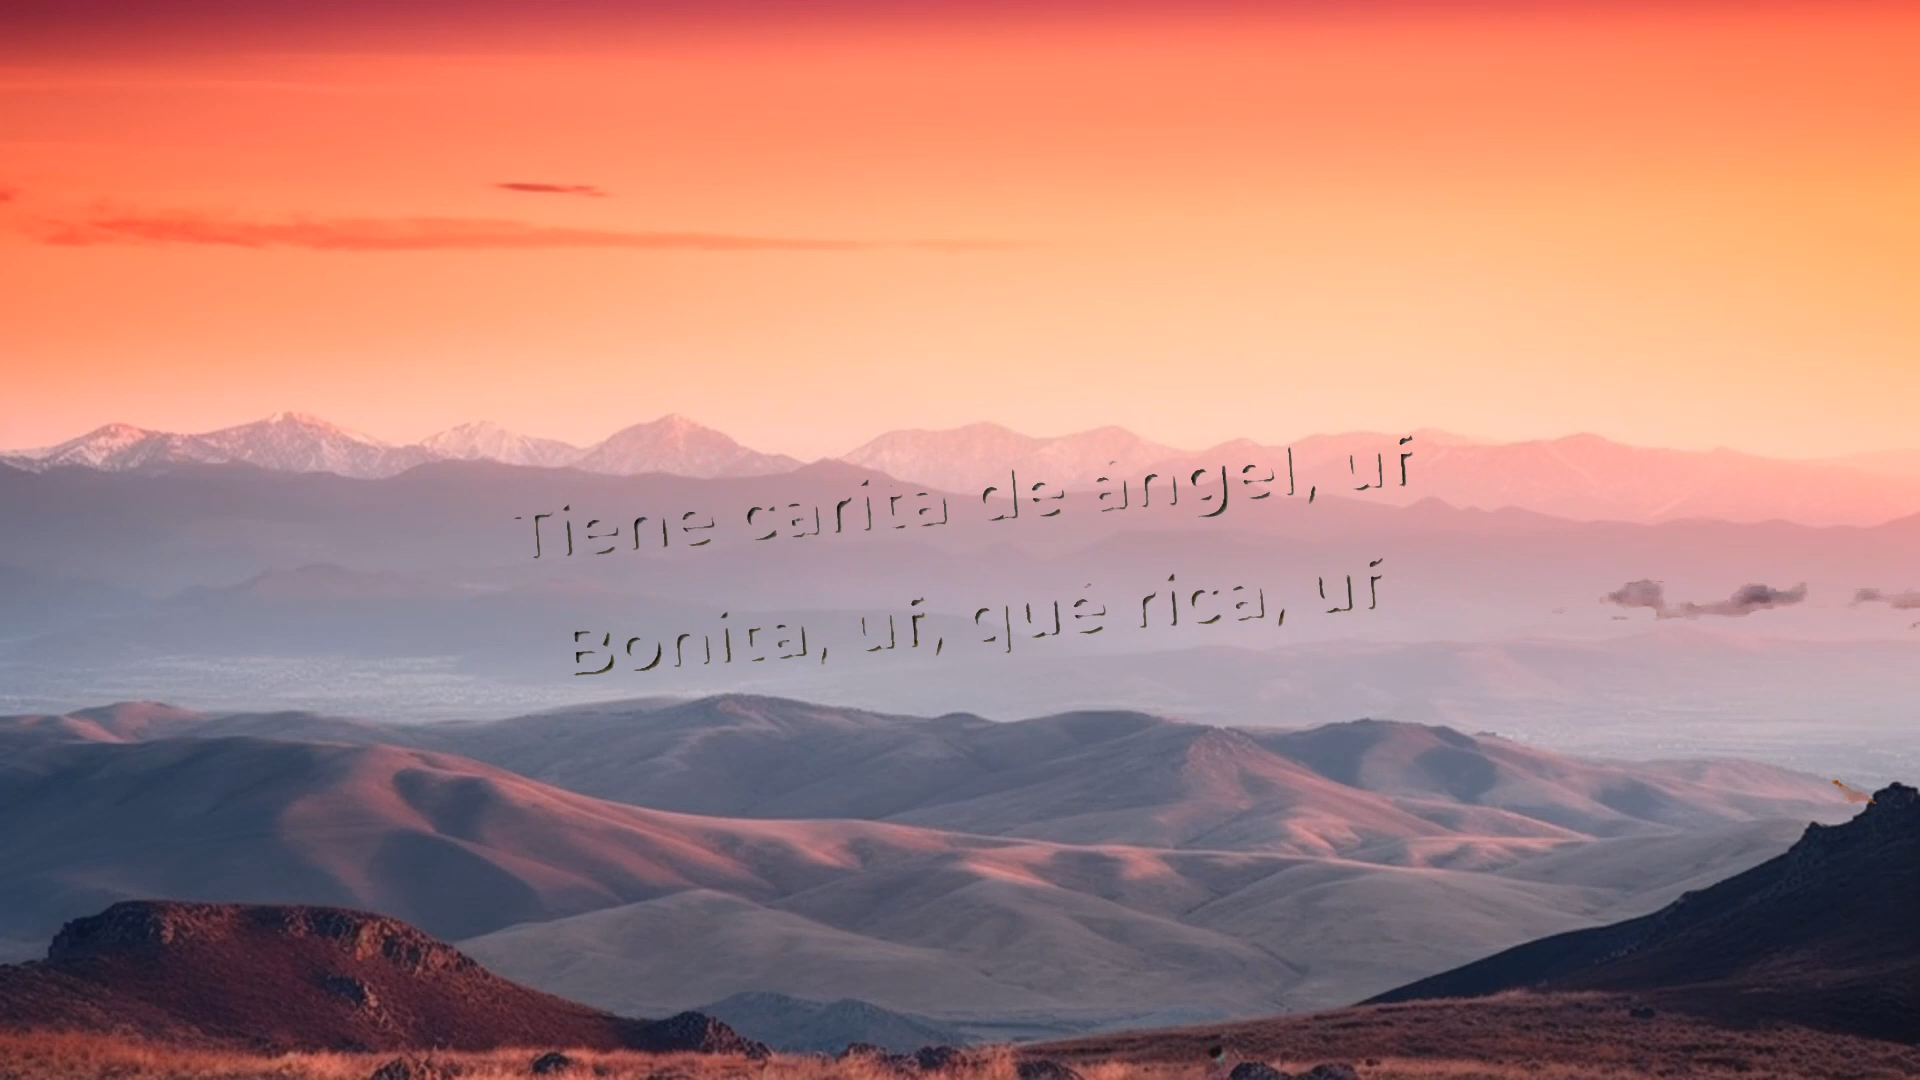 Tiene carita de ángel, uf
Bonita, uf, qué rica, uf